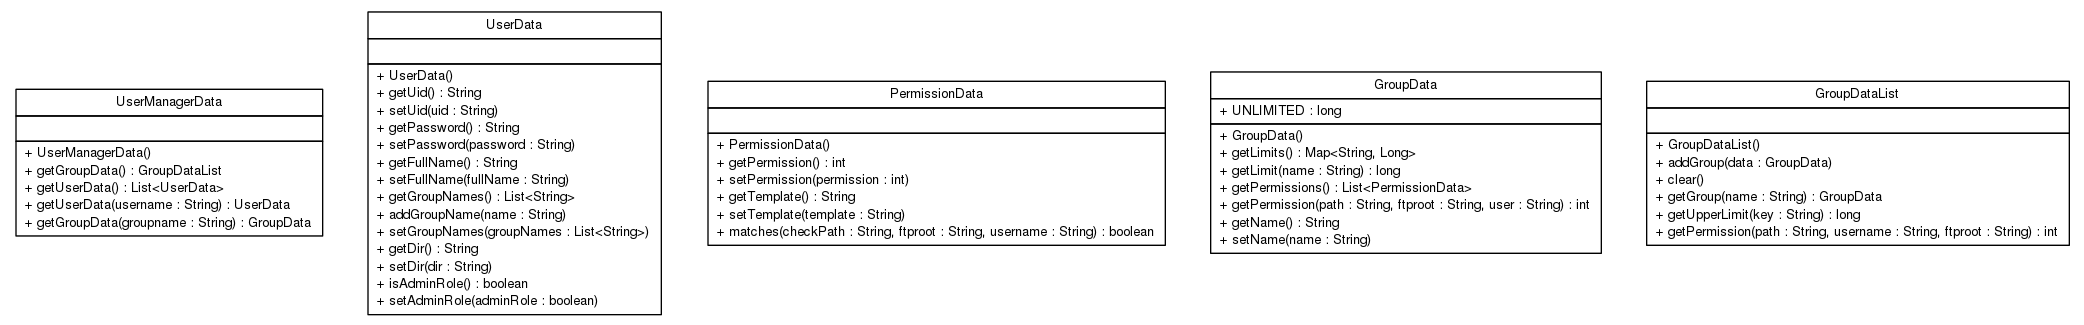 UserManagerData
+ UserManagerData()
+ getGroupData() : GroupDataList
+ getUserData() : List<UserData>
+ getUserData(username : String) : UserData
+ getGroupData(groupname : String) : GroupData
UserData
+ UserData()
+ getUid() : String
+ setUid(uid : String)
+ getPassword() : String
+ setPassword(password : String)
+ getFullName() : String
+ setFullName(fullName : String)
+ getGroupNames() : List<String>
+ addGroupName(name : String)
+ setGroupNames(groupNames : List<String>)
+ getDir() : String
+ setDir(dir : String)
+ isAdminRole() : boolean
+ setAdminRole(adminRole : boolean)
PermissionData
+ PermissionData()
+ getPermission() : int
+ setPermission(permission : int)
+ getTemplate() : String
+ setTemplate(template : String)
+ matches(checkPath : String, ftproot : String, username : String) : boolean
GroupData
+ UNLIMITED : long
+ GroupData()
+ getLimits() : Map<String, Long>
+ getLimit(name : String) : long
+ getPermissions() : List<PermissionData>
+ getPermission(path : String, ftproot : String, user : String) : int
+ getName() : String
+ setName(name : String)
GroupDataList
+ GroupDataList()
+ addGroup(data : GroupData)
+ clear()
+ getGroup(name : String) : GroupData
+ getUpperLimit(key : String) : long
+ getPermission(path : String, username : String, ftproot : String) : int